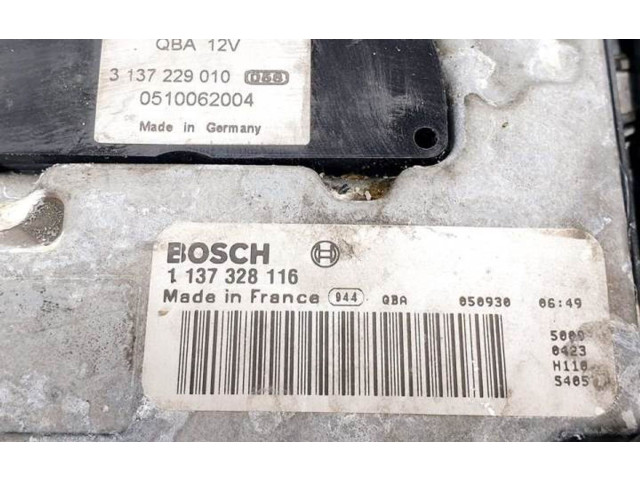 QBA 12V
3 137 229 010
0510062004
Made in Germany
BOSCH
1 137 328 116
Made in France 944 QBA 050930 06:49
0423
H110
S405